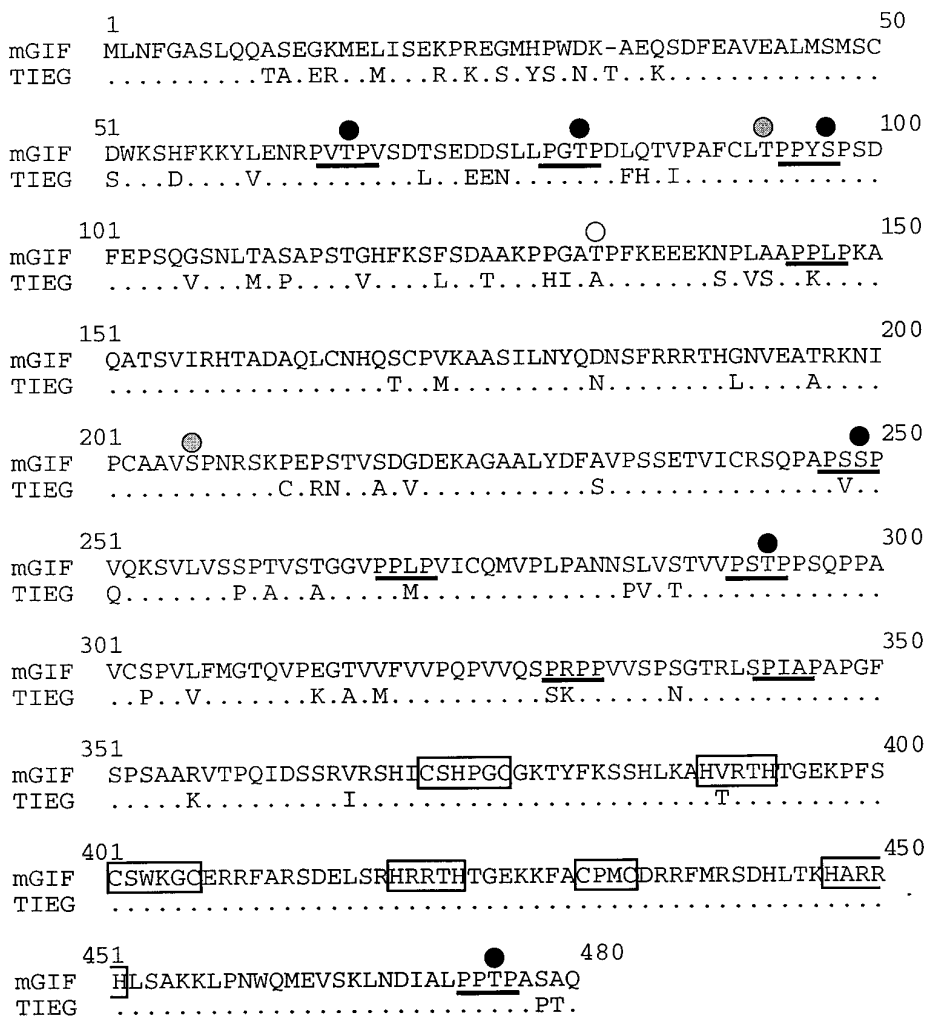 1 50
mGIF MLNFGASLQQASEGKMELISEKPREGMHPWDK-AEQSDFEAVEALMSMSC
TIEG ..........TA.ER..M...R.K.S.YS.N.T..K..............
51 100
mGIF DWKSHFKKYLENRPVTPVSDTSEDDSLLPGTPDLQTVPAFCLTPPYSPSD
TIEG S...D....V..........L..EEN.......FH.I.............
101 150
mGIF FEPSQGSNLTASAPSTGHFKSFSDAAKPPGATPFKEEEKNPLAAPPLPKA
TIEG .....V...M.P....V....L..T...HI.A.......S.VS..K....
151 200
mGIF QATSVIRHTADAQLCNHQSCPVKAASILNYQDNSFRRRTHGNVEATRKNI
TIEG ..................T..M.........N........L....A....
201 250
mGIF PCAAVSPNRSKPEPSTVSDGDEKAGAALYDFAVPSSETVICRSQPAPSSP
TIEG ...........C.RN..A.V...........S...............V..
251 300
mGIF VQKSVLVSSPTVSTGGVPPLPVICQMVPLPANNSLVSTVVPSTPPSQPPA
TIEG Q.......P.A..A.....M.............PV.T.............
301 350
mGIF VCSPVLFMGTQVPEGTVVFVVPQPVVQSPRPPVVSPSGTRLSPIAPAPGF
TIEG ..P..V.......K.A.M..........SK......N.............
351 400
mGIF SPSAARVTPQIDSSRVRSHICSHPGCGKTYFKSSHLKAHVRTHTGEKPFS
TIEG .....K.........I.......................T..........
401 450
mGIF CSWKGCERRFARSDELSRHRRTHTGEKKFACPMCDRRFMRSDHLTKHARR
TIEG ..................................................
451 480
mGIF HLSAKKLPNWQMEVSKLNDIALPPTPASAQ
TIEG ...........................PT.